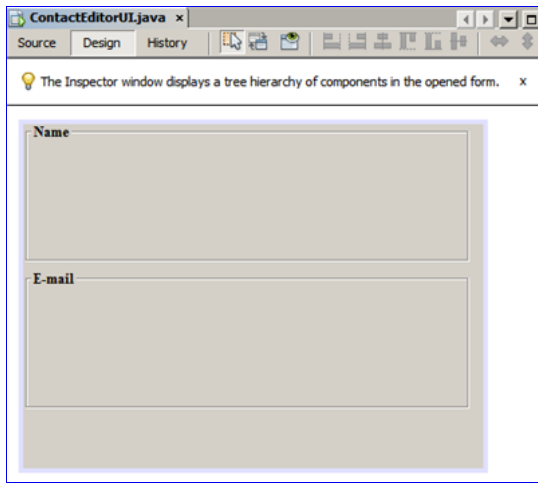 ContactEditorUI.java x
Source Design History
The Inspector window displays a tree hierarchy of components in the opened form. x
Name
E-mail